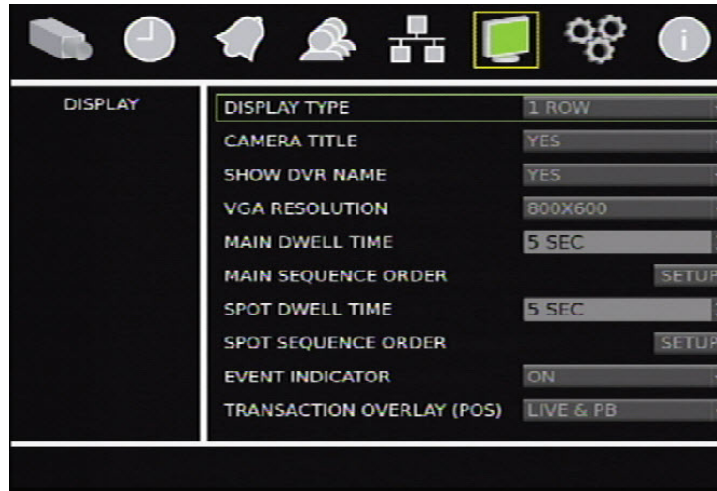 DISPLAY
DISPLAY TYPE 1 ROW
CAMERA TITLE YES
SHOW DVR NAME YES
VGA RESOLUTION 800X600
MAIN DWELL TIME 5 SEC
MAIN SEQUENCE ORDER SETUP
SPOT DWELL TIME 5 SEC
SPOT SEQUENCE ORDER SETUP
EVENT INDICATOR ON
TRANSACTION OVERLAY (POS) LIVE & PB